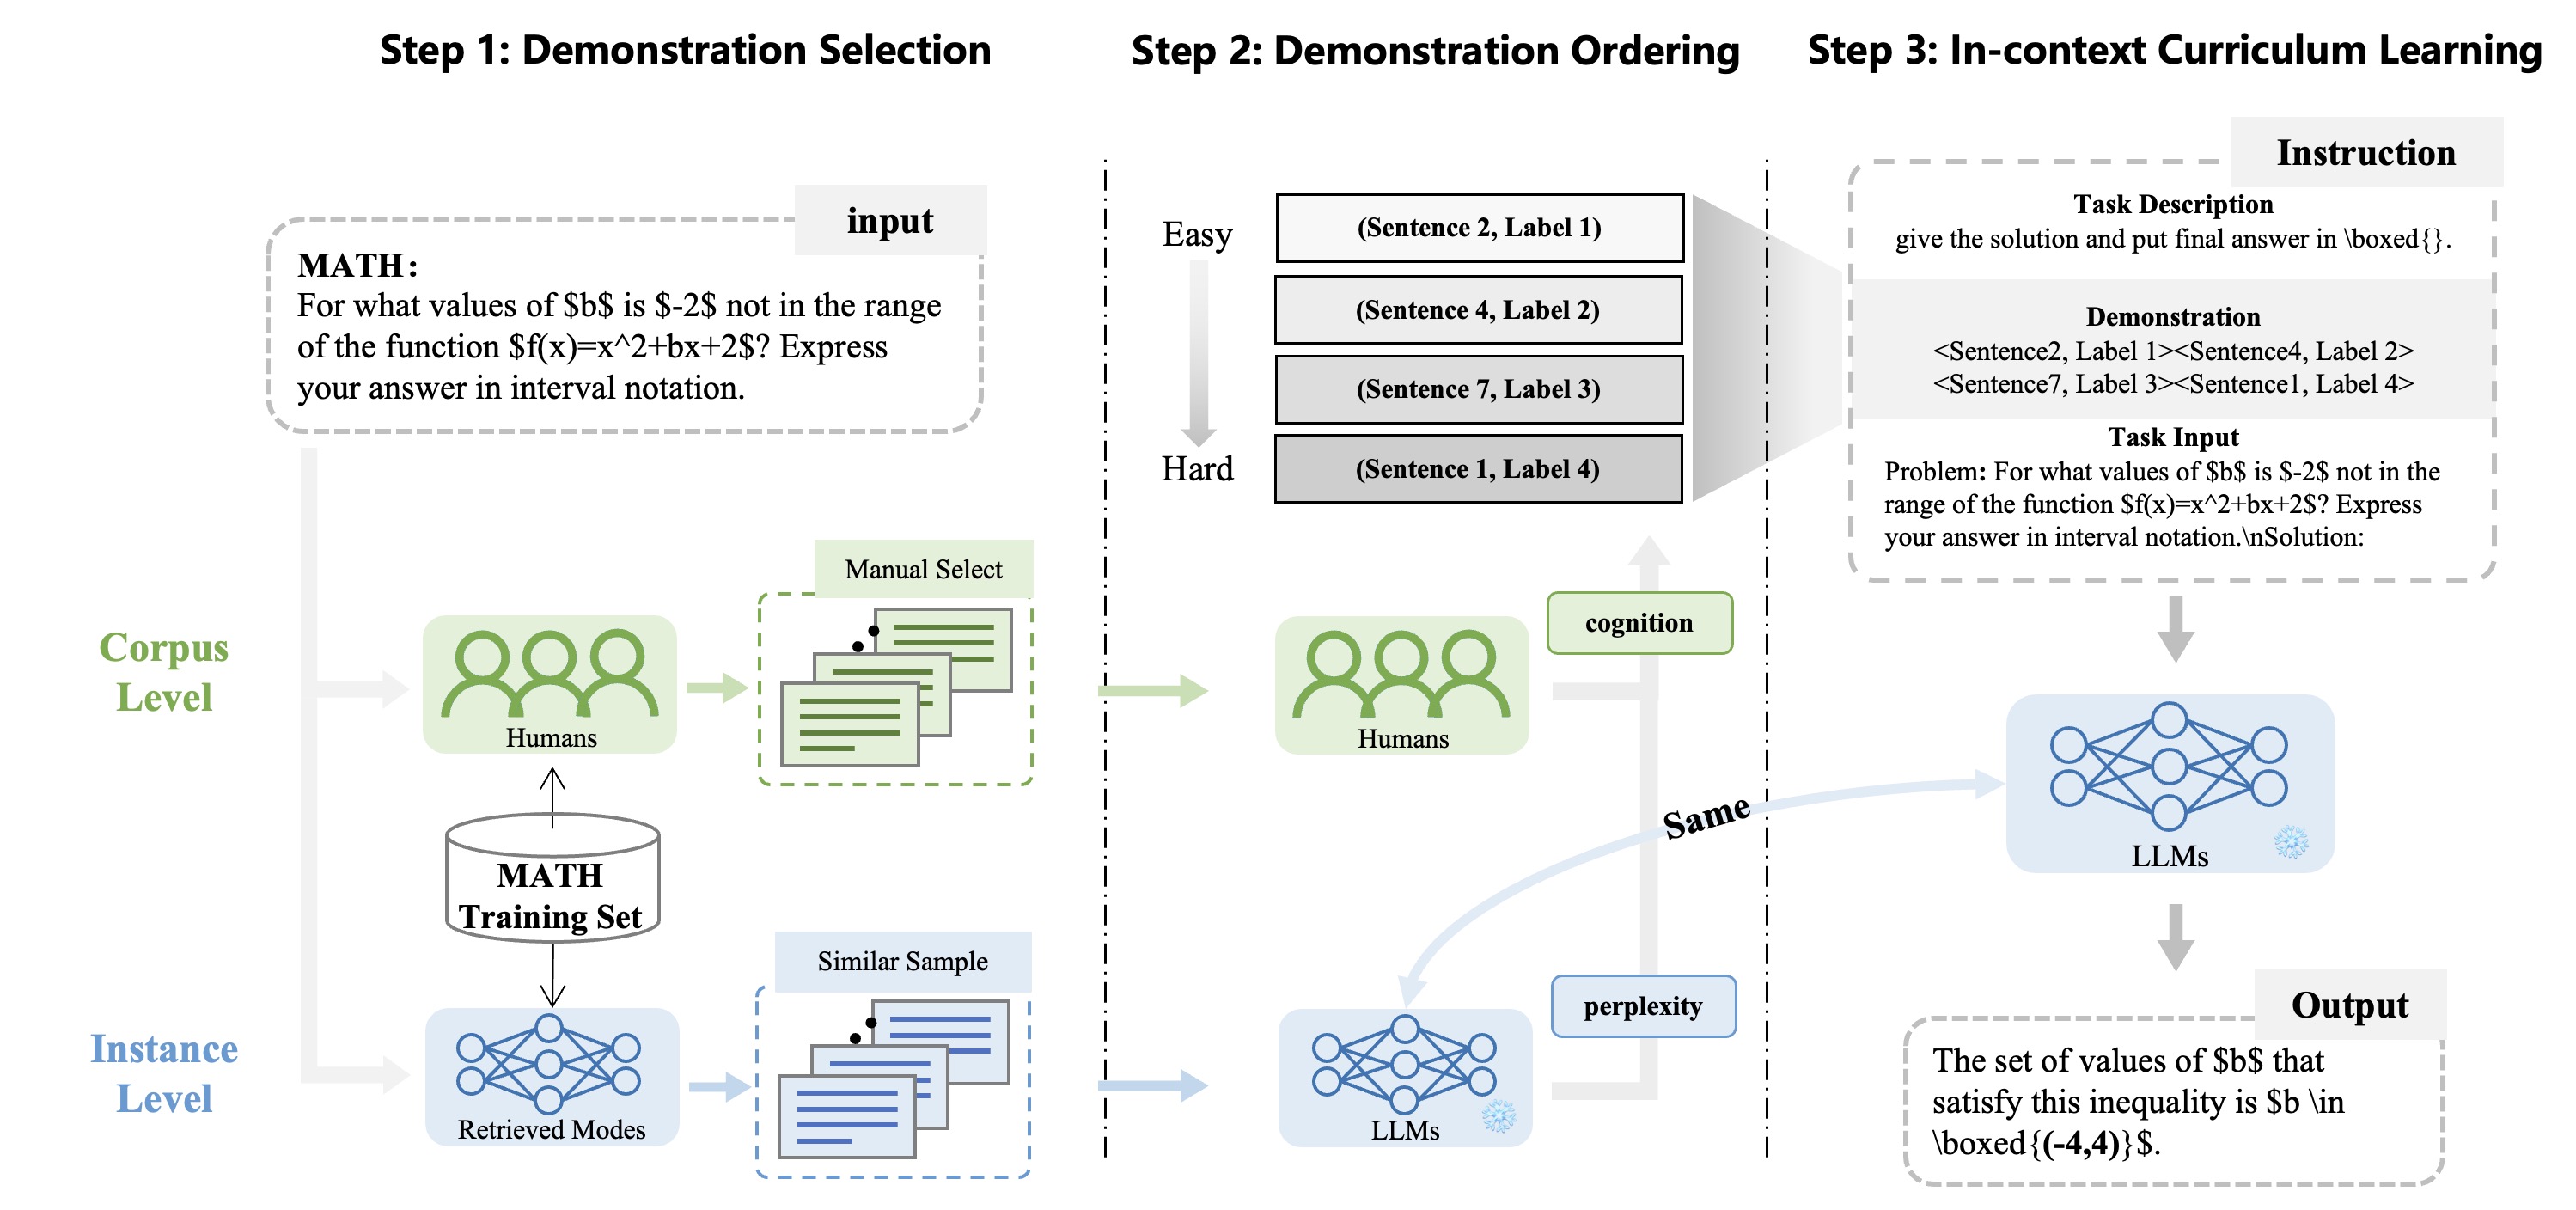 Step 1: Demonstration Selection
input
MATH:
For what values of $b$ is $-2$ not in the range
of the function $f(x)=x^2+bx+2$? Express
your answer in interval notation.
Corpus
Level
Humans
Manual Select
MATH
Training Set
Instance
Level
Retrieved Modes
Similar Sample
Step 2: Demonstration Ordering
Easy
Hard
(Sentence 2, Label 1)
(Sentence 4, Label 2)
(Sentence 7, Label 3)
(Sentence 1, Label 4)
Humans
cognition
Same
LLMs
perplexity
Step 3: In-context Curriculum Learning
Instruction
Task Description
give the solution and put final answer in \boxed{}.
Demonstration
<Sentence2, Label 1><Sentence4, Label 2>
<Sentence7, Label 3><Sentence1, Label 4>
Task Input
Problem: For what values of $b$ is $-2$ not in the
range of the function $f(x)=x^2+bx+2$? Express
your answer in interval notation.\nSolution:
LLMs
Output
The set of values of $b$ that
satisfy this inequality is $b \in
\boxed{(-4,4)}$.